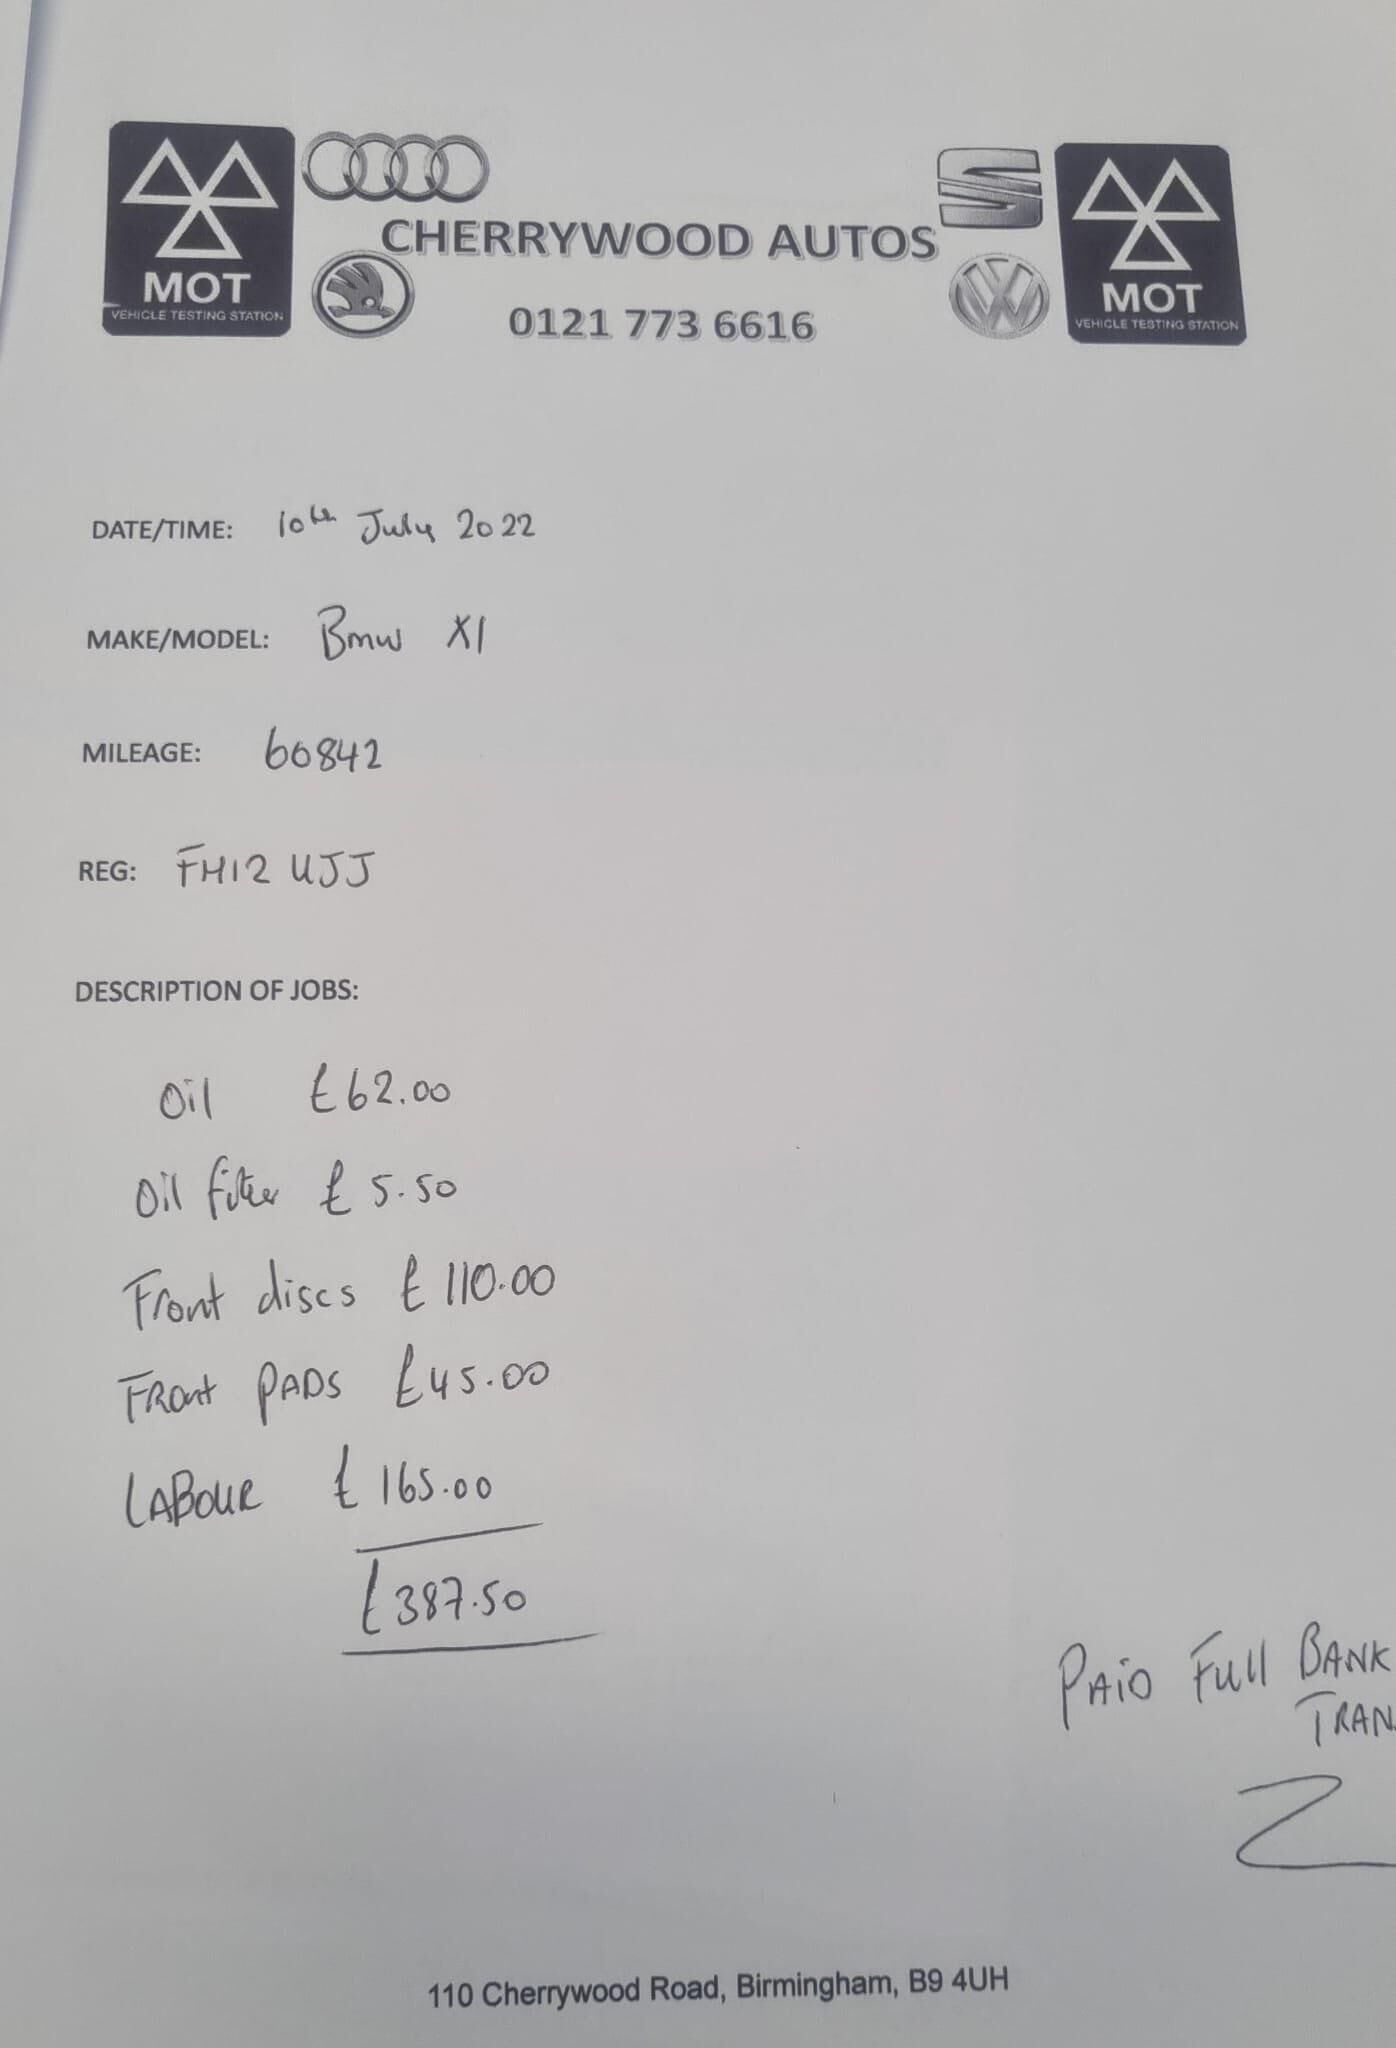 MOT
VEHICLE TESTING STATION
CHERRYWOOD AUTOS
0121 773 6616
MOT
VEHICLE TESTING STATION
DATE/TIME: 10th July 2022
MAKE/MODEL: Bmw X1
MILEAGE: 60842
REG: FH12 UJJ
DESCRIPTION OF JOBS:
Oil £62.00
Oil filter £5.50
Front discs £110.00
FRont PADS £45.00
LABOUR £165.00
£387.50
PAiD Full BANK
TRAN
110 Cherrywood Road, Birmingham, B9 4UH